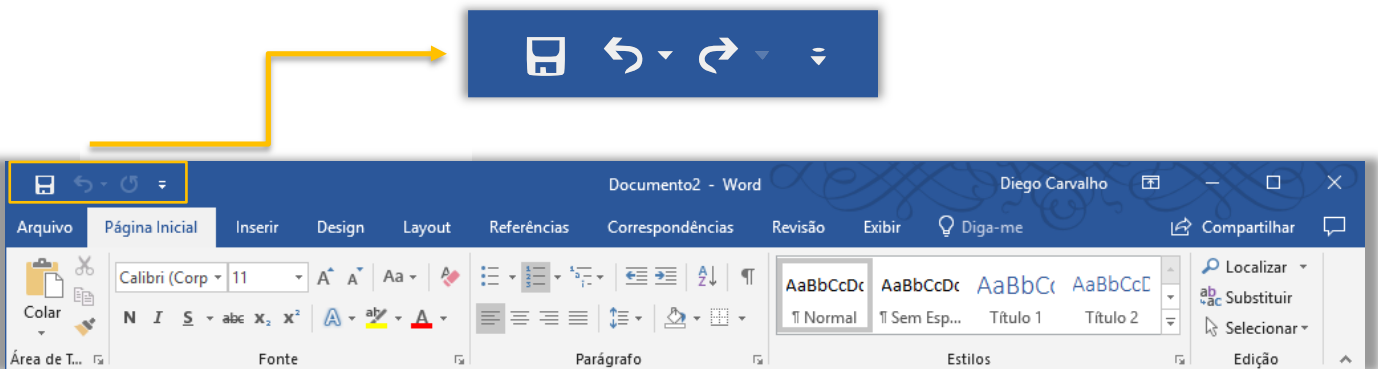 Documento2 - Word
Diego Carvalho
Arquivo Página Inicial Inserir Design Layout Referências Correspondências Revisão Exibir Diga-me Compartilhar
Colar
Calibri (Corp 11 A A Aa
N I S abc X₂ X² A ab A
A Z ¶
AaBbCcDc AaBbCcDc AaBbCc AaBbCcC
¶ Normal ¶ Sem Esp... Título 1 Título 2
Localizar
Substituir
Selecionar
Área de T... Fonte Parágrafo Estilos Edição